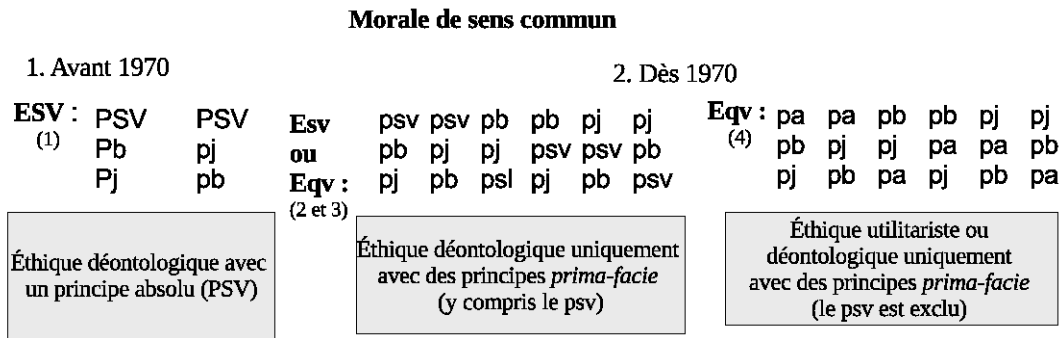 Morale de sens commun
1. Avant 1970
2. Dès 1970
ESV : PSV PSV
(1) Pb pj
Pj pb
Esv psv psv pb pb pj pj
ou pb pj pj psv psv pb
Eqv : pj pb psl pj pb psv
(2 et 3)
Eqv : pa pa pb pb pj pj
(4) pb pj pj pa pa pb
pj pb pa pj pb pa
Éthique déontologique avec
un principe absolu (PSV)
Éthique déontologique uniquement
avec des principes prima-facie
(y compris le psv)
Éthique utilitariste ou
déontologique uniquement
avec des principes prima-facie
(le psv est exclu)